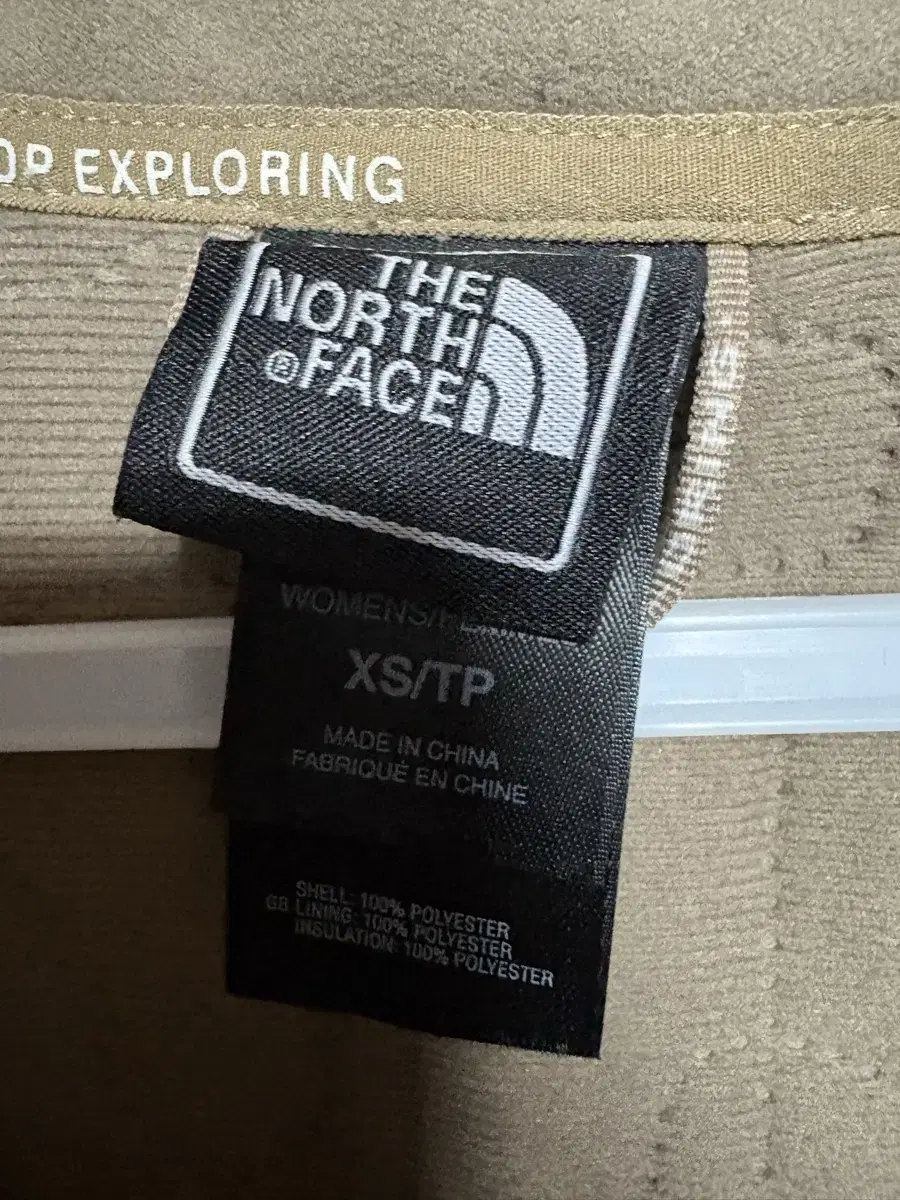 EXPLORING
THE
NORTH
®FACE
XS/TP
MADE IN CHINA
FABRIQUÉ EN CHINE
SHELL: 100% POLYESTER
GB LINING: 100% POLYESTER
INSULATION: 100% POLYESTER